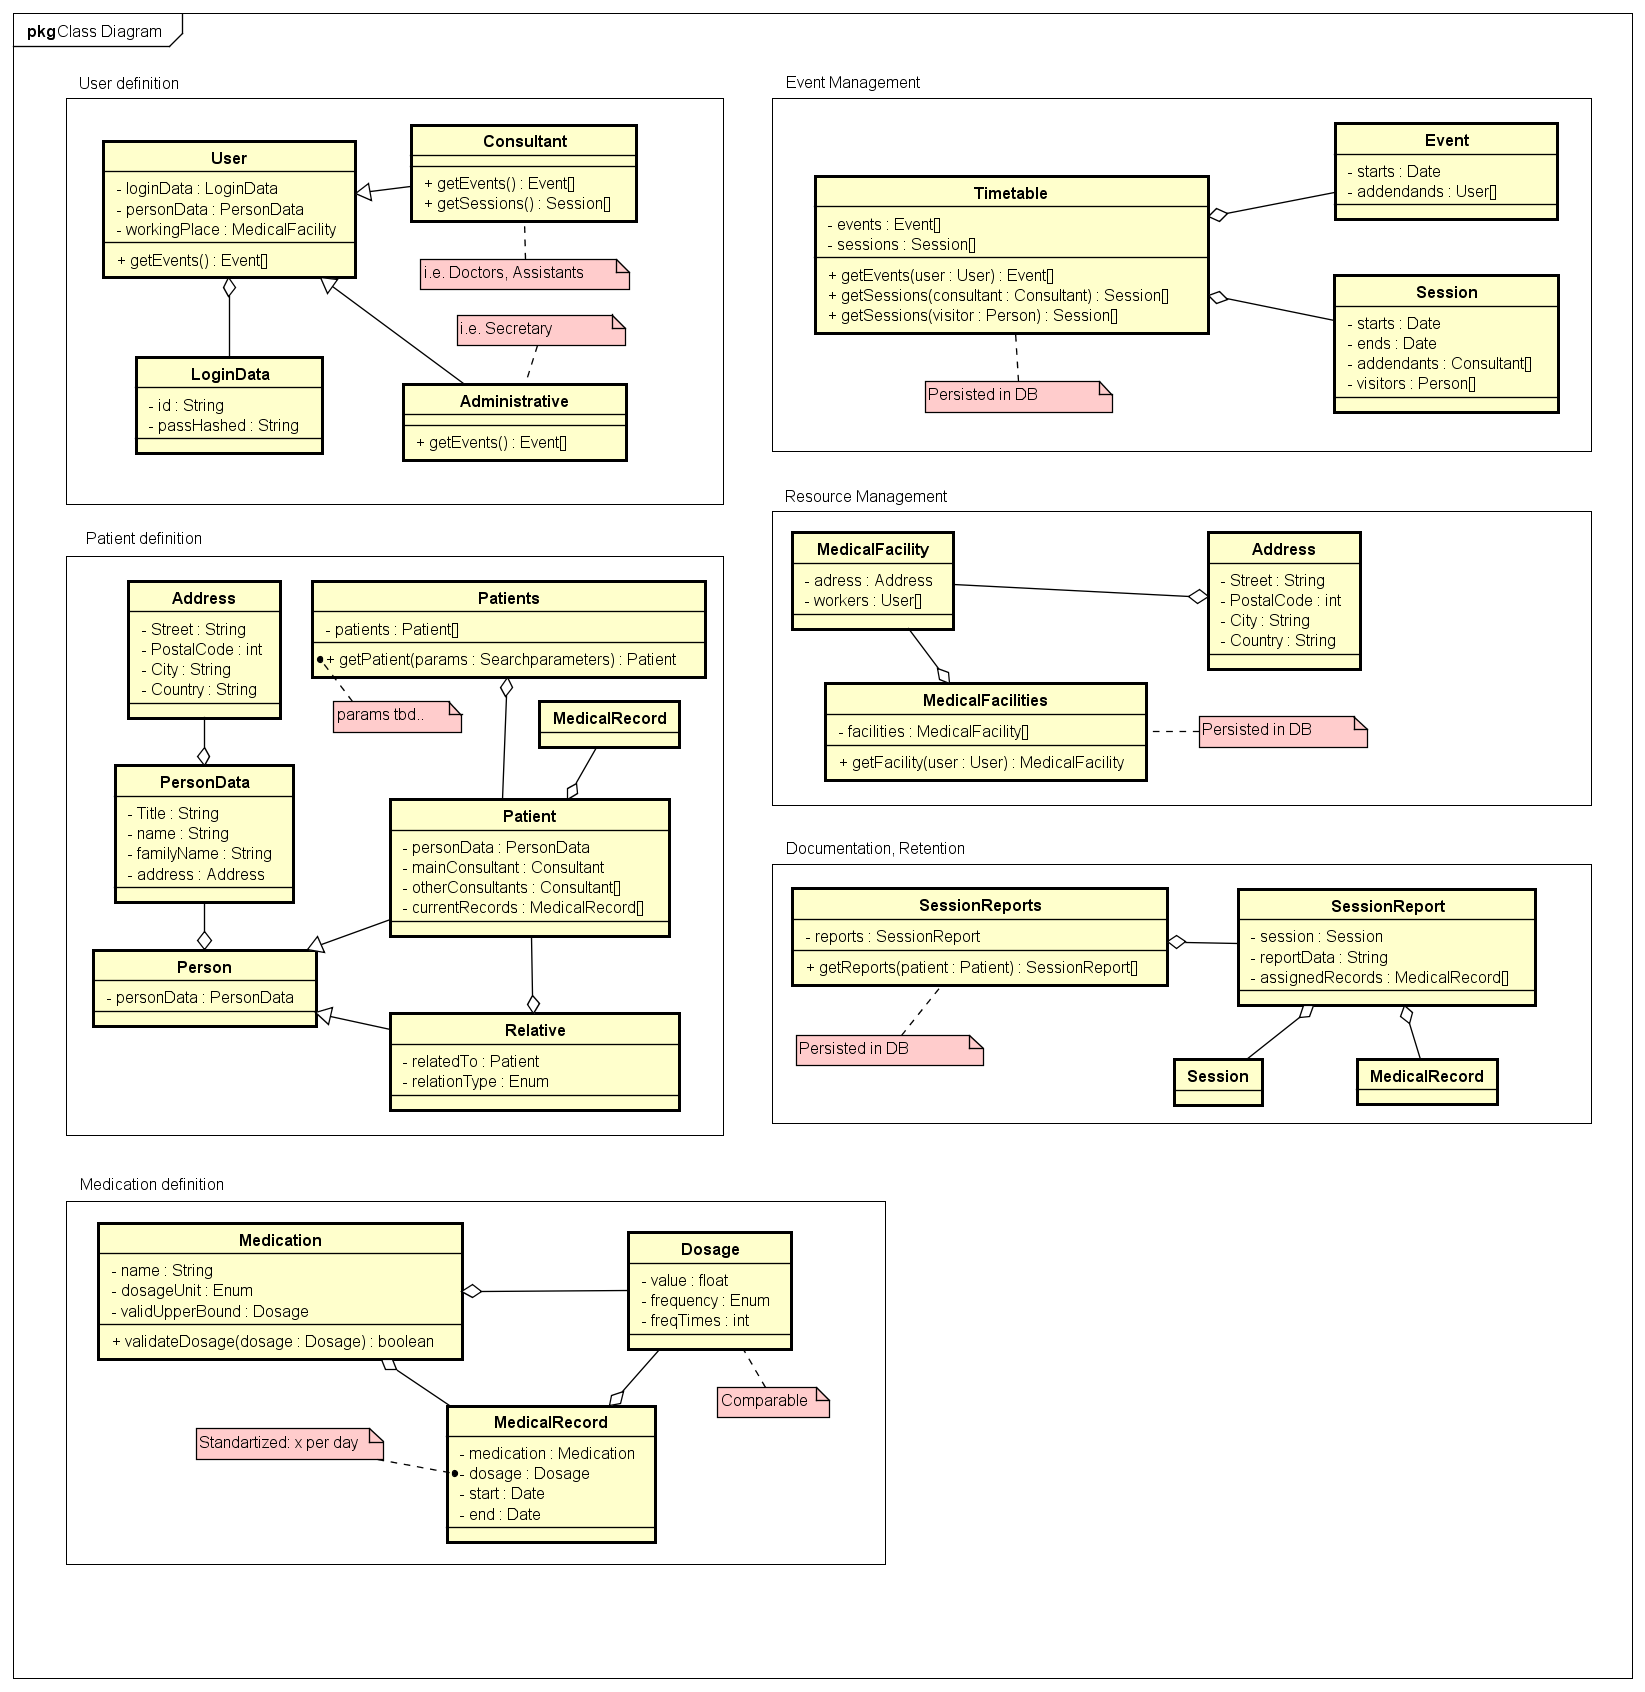 pkg Class Diagram
User definition
User
- loginData : LoginData
- personData : PersonData
- workingPlace : MedicalFacility
+ getEvents() : Event[]
Consultant
+ getEvents() : Event[]
+ getSessions() : Session[]
i.e. Doctors, Assistants
i.e. Secretary
LoginData
- id : String
- passHashed : String
Administrative
+ getEvents() : Event[]
Event Management
Timetable
- events : Event[]
- sessions : Session[]
+ getEvents(user : User) : Event[]
+ getSessions(consultant : Consultant) : Session[]
+ getSessions(visitor : Person) : Session[]
Persisted in DB
Event
- starts : Date
- addendands : User[]
Session
- starts : Date
- ends : Date
- addendants : Consultant[]
- visitors : Person[]
Patient definition
Address
- Street : String
- PostalCode : int
- City : String
- Country : String
Patients
- patients : Patient[]
+ getPatient(params : Searchparameters) : Patient
params tbd..
MedicalRecord
PersonData
- Title : String
- name : String
- familyName : String
- address : Address
Patient
- personData : PersonData
- mainConsultant : Consultant
- otherConsultants : Consultant[]
- currentRecords : MedicalRecord[]
Person
- personData : PersonData
Relative
- relatedTo : Patient
- relationType : Enum
Resource Management
MedicalFacility
- adress : Address
- workers : User[]
Address
- Street : String
- PostalCode : int
- City : String
- Country : String
MedicalFacilities
- facilities : MedicalFacility[]
+ getFacility(user : User) : MedicalFacility
Persisted in DB
Documentation, Retention
SessionReports
- reports : SessionReport
+ getReports(patient : Patient) : SessionReport[]
Persisted in DB
SessionReport
- session : Session
- reportData : String
- assignedRecords : MedicalRecord[]
Session
MedicalRecord
Medication definition
Medication
- name : String
- dosageUnit : Enum
- validUpperBound : Dosage
+ validateDosage(dosage : Dosage) : boolean
Dosage
- value : float
- frequency : Enum
- freqTimes : int
Comparable
Standartized: x per day
MedicalRecord
- medication : Medication
- dosage : Dosage
- start : Date
- end : Date